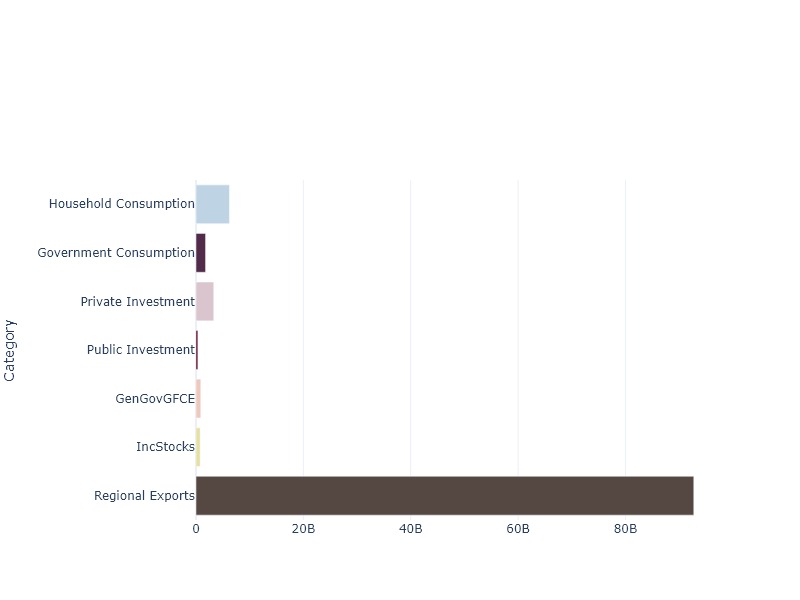 Household Consumption
Government Consumption
Private Investment
Public Investment
GenGovGFCE
IncStocks
Regional Exports
Category
0 20B 40B 60B 80B